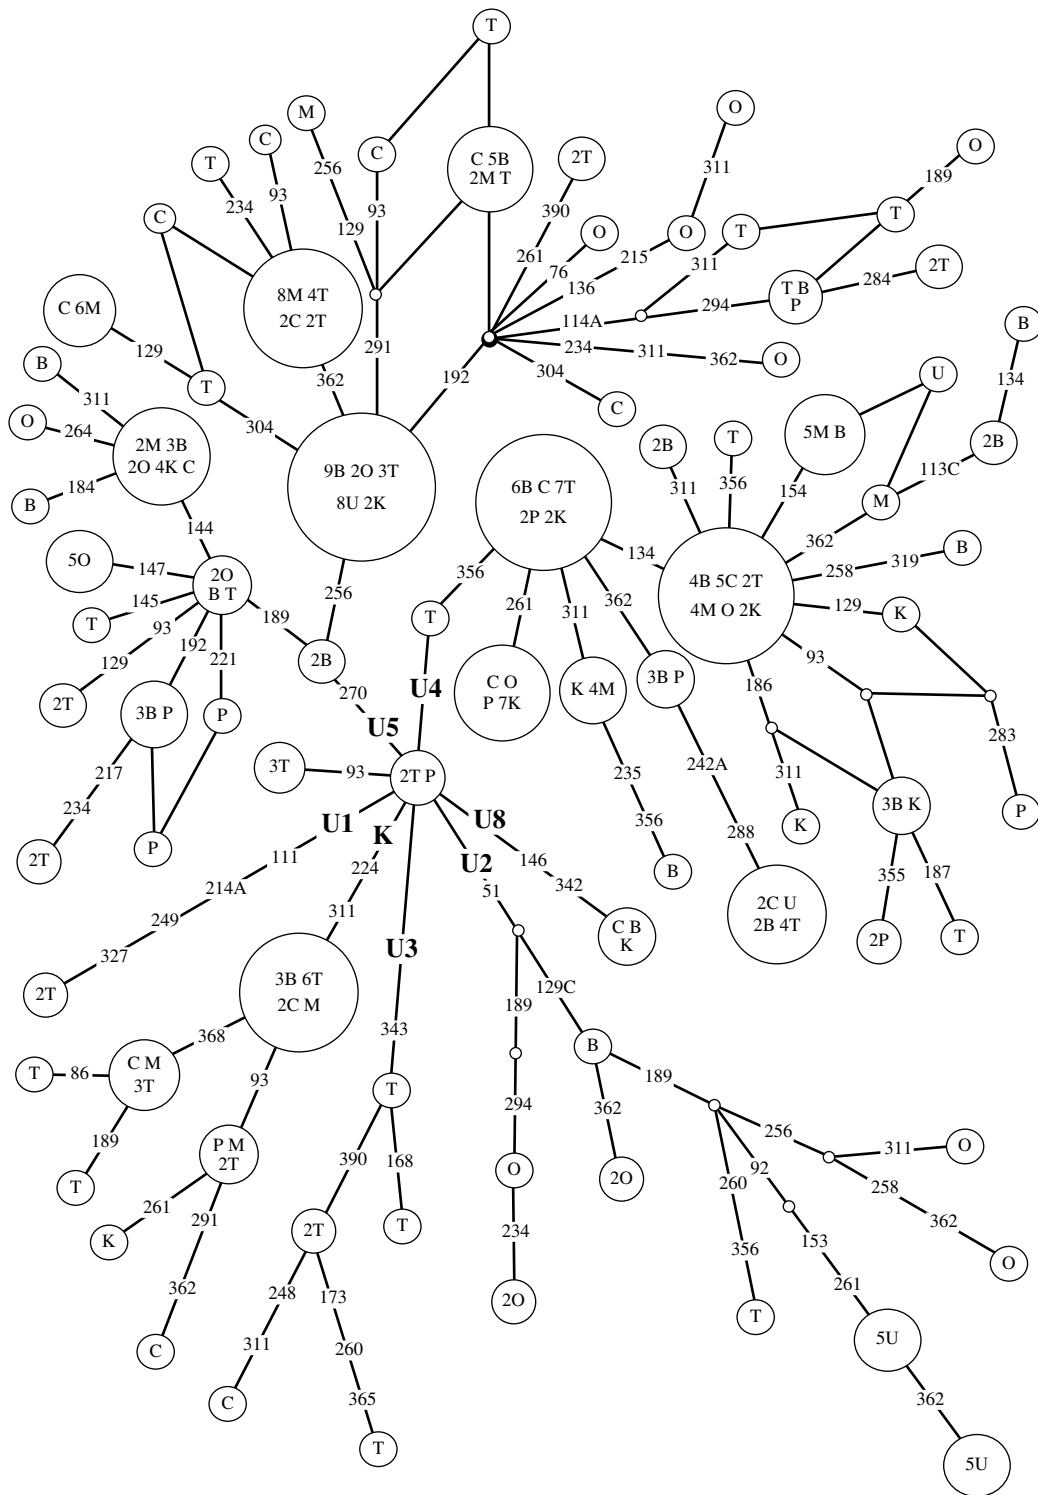 T
M
C
T
C
C
C 5B
2M T
2T
O
O
T
T
O
C
256
93
234
129
93
390
261
O
76
215
136
O
311
311
189
8M 4T
2C 2T
C 6M
129
T
304
362
291
192
114A
294
T B
P
284
2T
234
311
362
O
304
C
B
311
O
264
B
184
2M 3B
2O 4K C
144
9B 2O 3T
8U 2K
256
6B C 7T
2P 2K
134
356
T
261
311
362
C O
P 7K
K 4M
3B P
235
356
B
242A
288
2C U
2B 4T
2B
311
T
356
5M B
154
U
M
362
113C
2B
134
B
4B 5C 2T
4M O 2K
258
319
B
129
K
93
186
311
K
283
P
3B K
355
187
2P
T
5O
147
2O
B T
T
145
93
129
2T
192
221
189
2B
270
3B P
P
217
234
2T
P
U4
U5
3T
93
2T P
U1
111
214A
249
327
2T
K
224
311
U3
343
U2
51
U8
146
342
C B
K
3B 6T
2C M
368
C M
3T
86
T
189
T
93
P M
2T
261
K
291
362
C
T
390
168
T
2T
248
311
C
173
260
365
T
189
129C
294
O
234
2O
B
362
2O
189
256
311
O
258
362
O
92
260
356
T
153
261
5U
362
5U